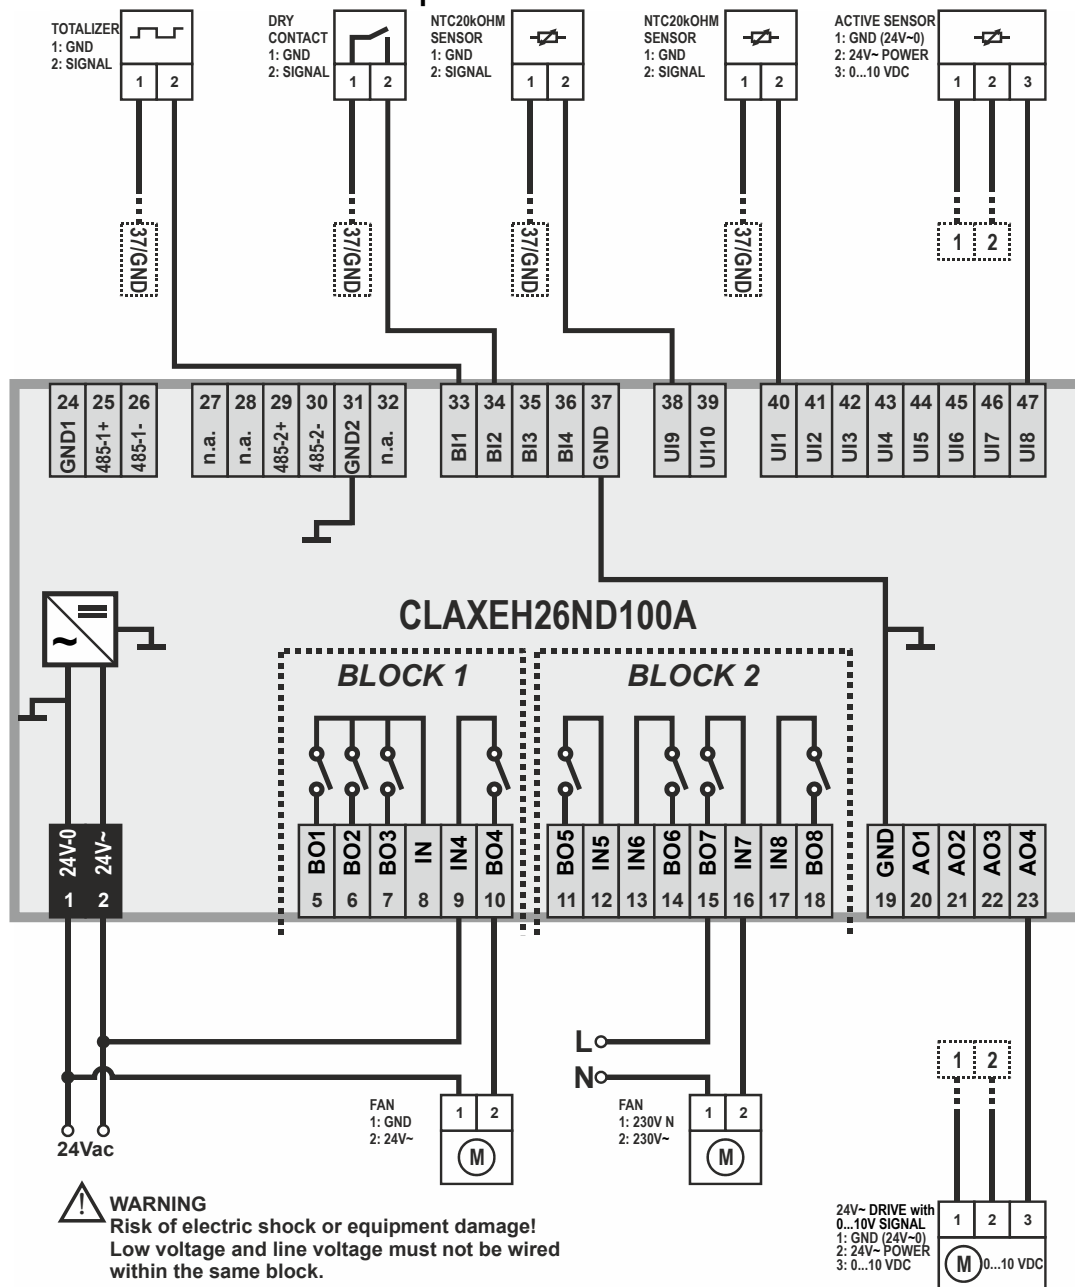 TOTALIZER
1: GND
2: SIGNAL
1 2
37/GND
DRY
CONTACT
1: GND
2: SIGNAL
1 2
37/GND
NTC20kOHM
SENSOR
1: GND
2: SIGNAL
1 2
37/GND
NTC20kOHM
SENSOR
1: GND
2: SIGNAL
1 2
37/GND
ACTIVE SENSOR
1: GND (24V~0)
2: 24V~ POWER
3: 0...10 VDC
1 2 3
1 2
24 25 26 27 28 29 30 31 32 33 34 35 36 37 38 39 40 41 42 43 44 45 46 47
GND1 485-1+ 485-1- n.a. n.a. 485-2+ 485-2- GND2 n.a. BI1 BI2 BI3 BI4 GND UI9 UI10 UI1 UI2 UI3 UI4 UI5 UI6 UI7 UI8
~
CLAXEH26ND100A
BLOCK 1
BLOCK 2
24V-0 24V~ BO1 BO2 BO3 IN IN4 BO4 BO5 IN5 IN6 BO6 BO7 IN7 IN8 BO8 GND AO1 AO2 AO3 AO4
1 2 5 6 7 8 9 10 11 12 13 14 15 16 17 18 19 20 21 22 23
24Vac
FAN
1: GND
2: 24V~
1 2
M
L
N
FAN
1: 230V N
2: 230V~
1 2
M
1 2
24V~ DRIVE with
0...10V SIGNAL
1: GND (24V~0)
2: 24V~ POWER
3: 0...10 VDC
1 2 3
M 0...10 VDC
! WARNING
Risk of electric shock or equipment damage!
Low voltage and line voltage must not be wired
within the same block.